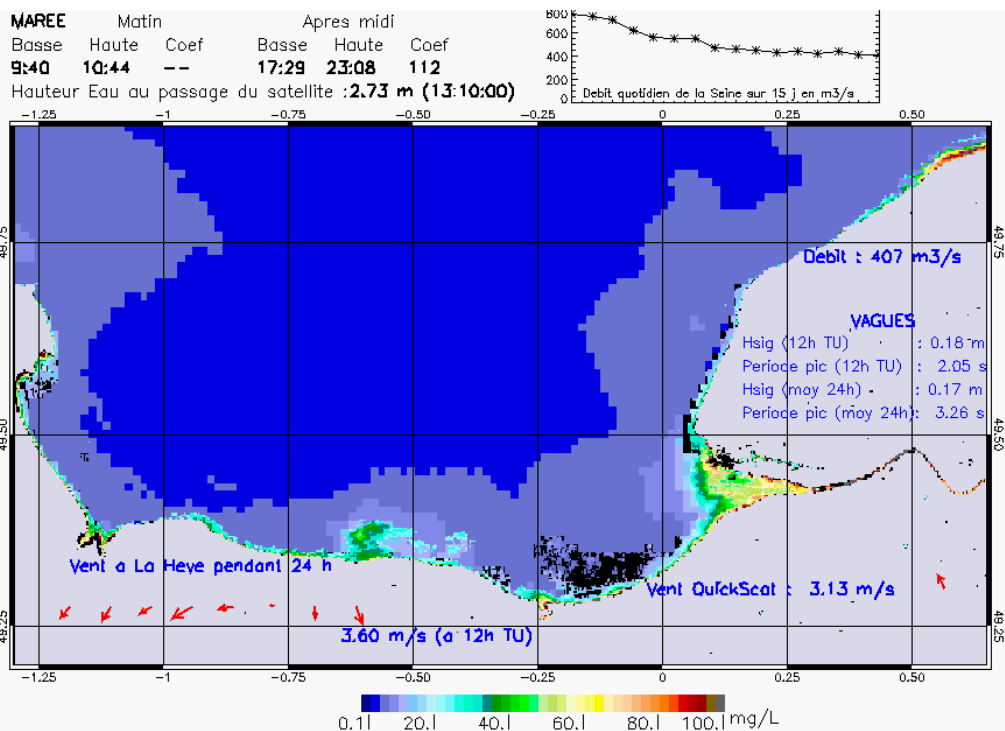 MAREE Matin Apres midi
Basse Haute Coef Basse Haute Coef
9:40 10:44 -- 17:29 23:08 112
Hauteur Eau au passage du satellite :2.73 m (13:10:00)
800
600
400
200
0
Debit quotidien de la Seine sur 15 j en m3/s
-1.25 -1 -0.75 -0.50 -0.25 0 0.25 0.50
49.75 49.75
Debit : 407 m3/s
VAGUES
Hsig (12h TU) : 0.18 m
Periode pic (12h TU) : 2.05 s
Hsig (moy 24h) : 0.17 m
Periode pic (moy 24h): 3.26 s
49.50 49.50
Vent a La Heve pendant 24 h
Vent QuickScat : 3.13 m/s
3.60 m/s (a 12h TU)
49.25 49.25
-1.25 -1 -0.75 -0.50 -0.25 0 0.25 0.50
0.1 20.1 40.1 60.1 80.1 100.1 mg/L